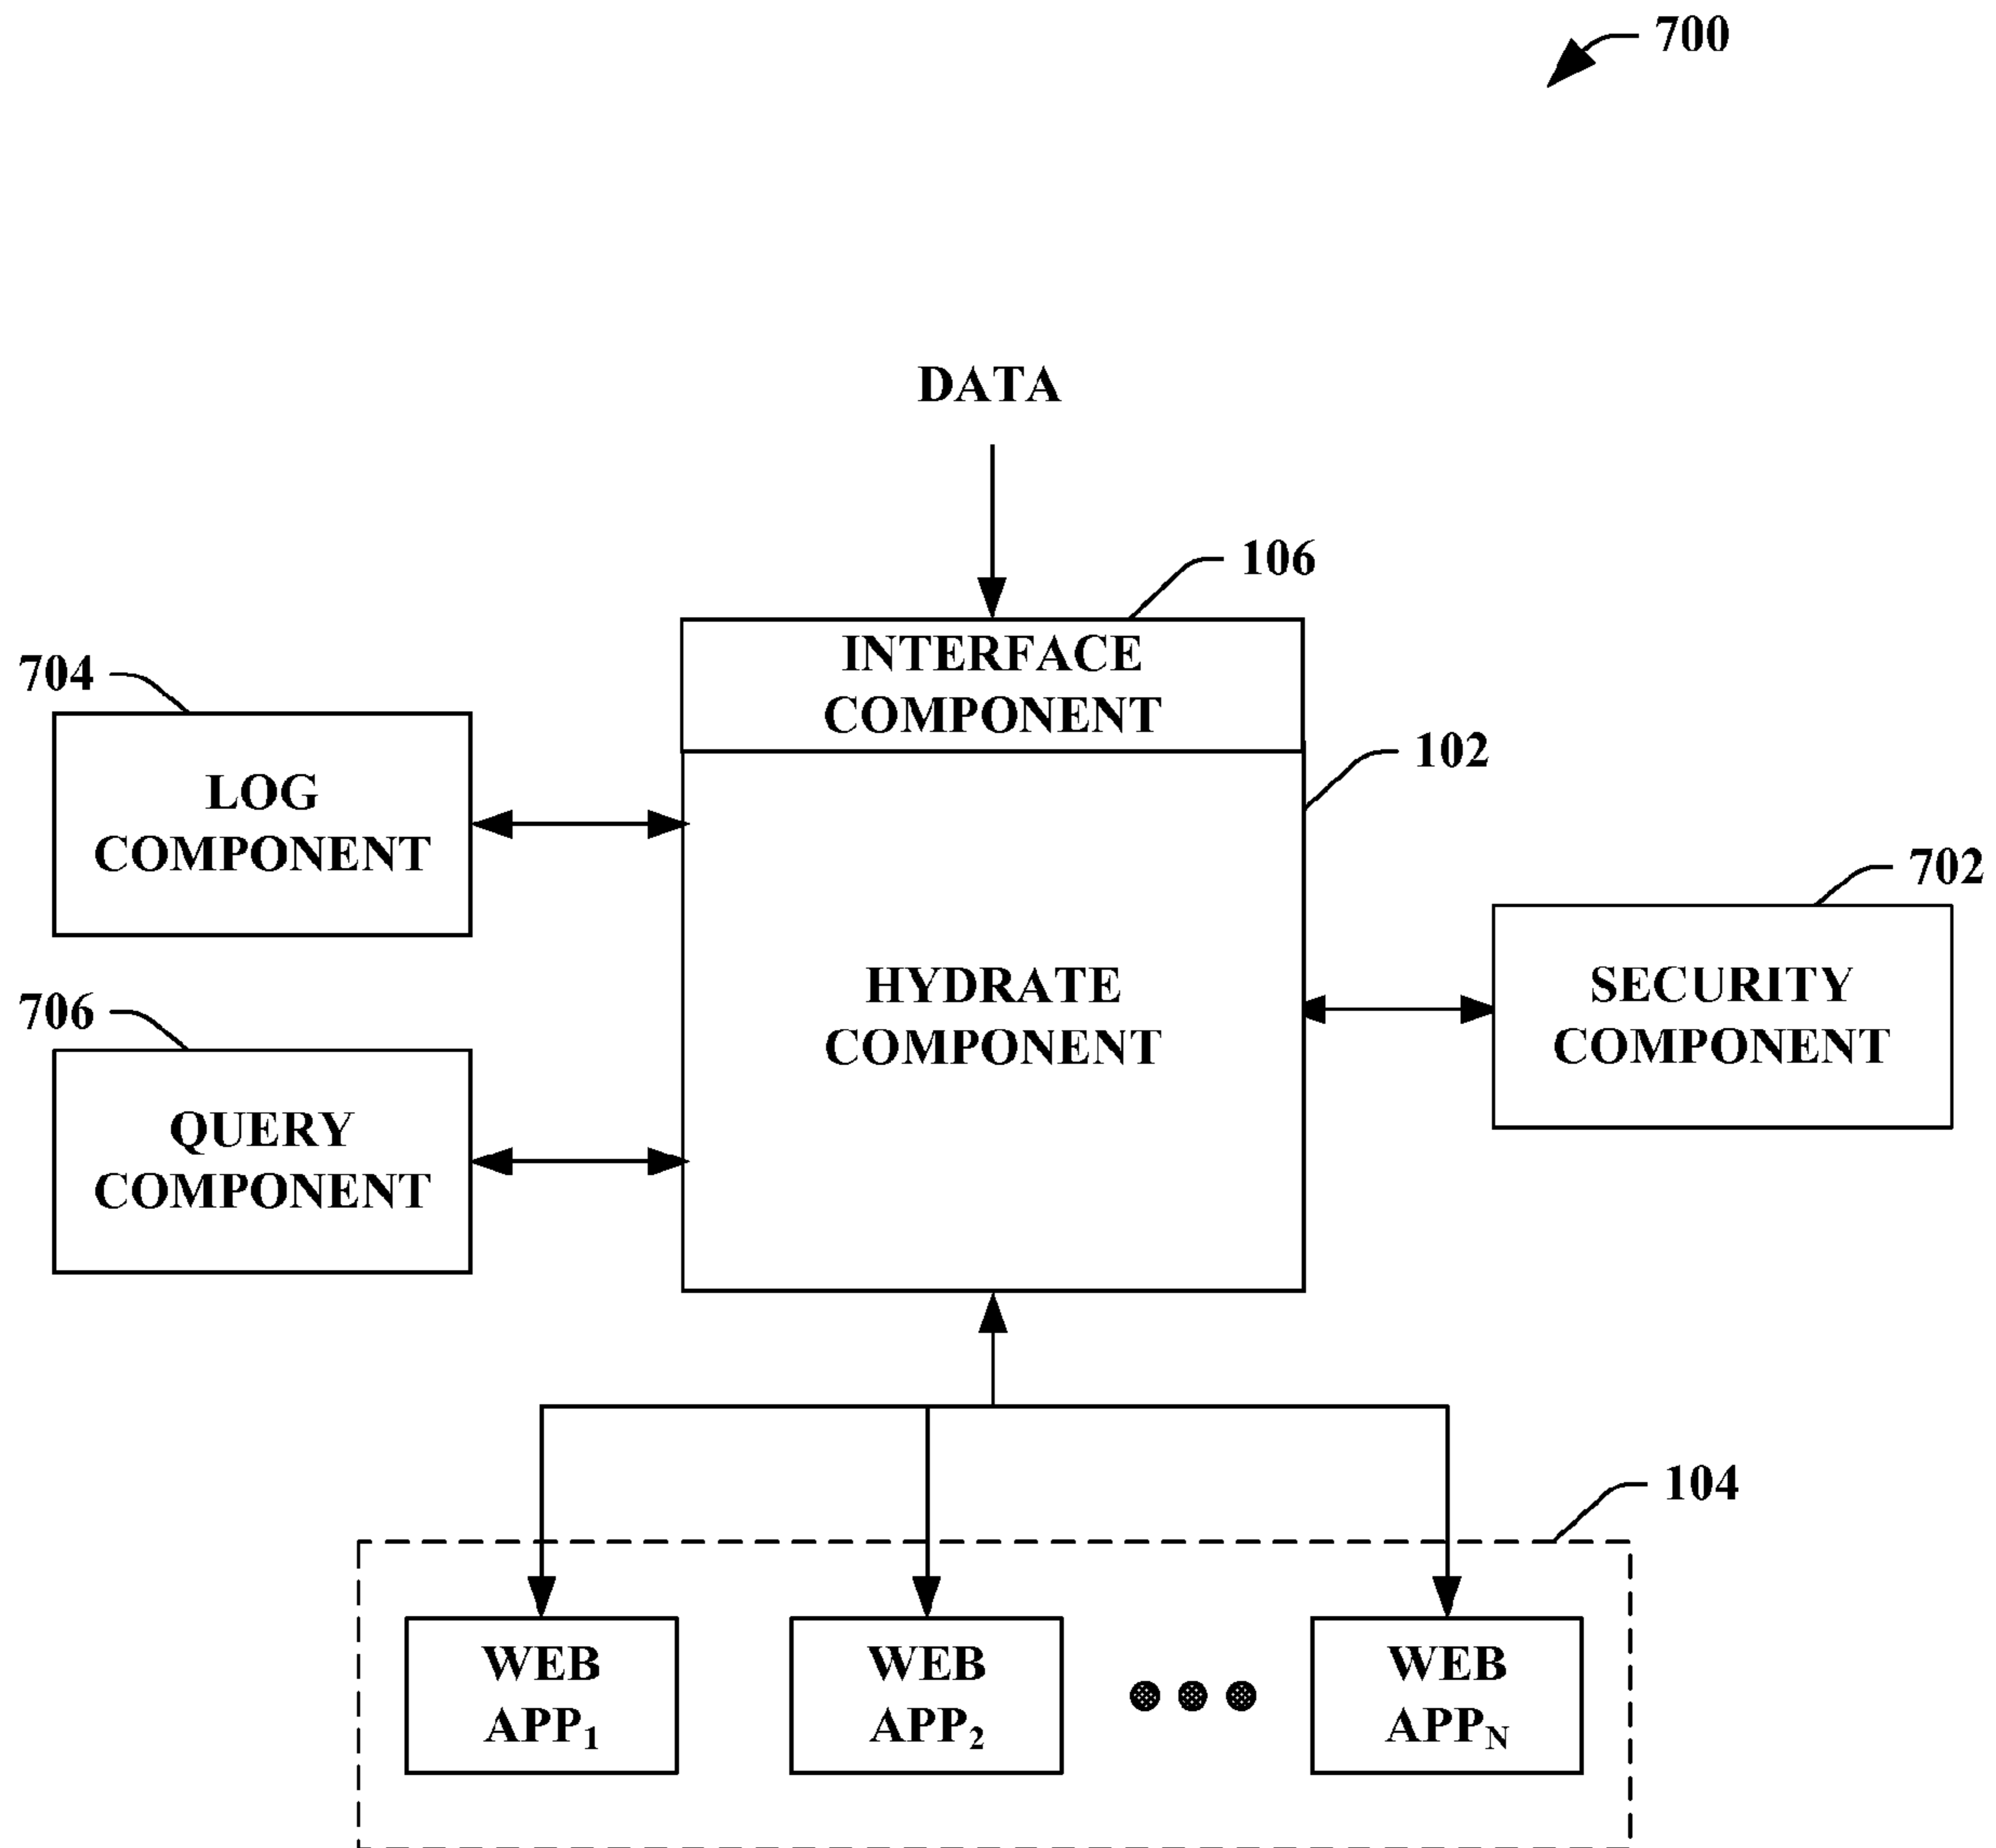 700
DATA
106
INTERFACE
COMPONENT
704
102
LOG
COMPONENT
702
HYDRATE
COMPONENT
SECURITY
COMPONENT
706
QUERY
COMPONENT
104
WEB
APP₁
WEB
APP₂
WEB
APP_N